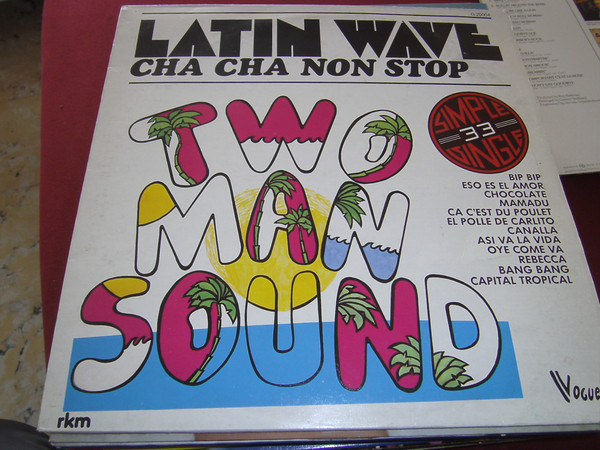 LATIN WAVE
CHA CHA NON STOP
TWO
MAN
SOUND
SIMPLE
33
SINGLE
BIP BIP
ESO ES EL AMOR
CHOCOLATE
MAMADU
CA C'EST DU POULET
EL POLLE DE CARLITO
CANALLA
ASI VA LA VIDA
OYE COME VA
REBECCA
BANG BANG
CAPITAL TROPICAL
rkm
VOGUE